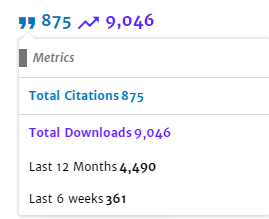 875 9,046
Metrics
Total Citations 875
Total Downloads 9,046
Last 12 Months 4,490
Last 6 weeks 361